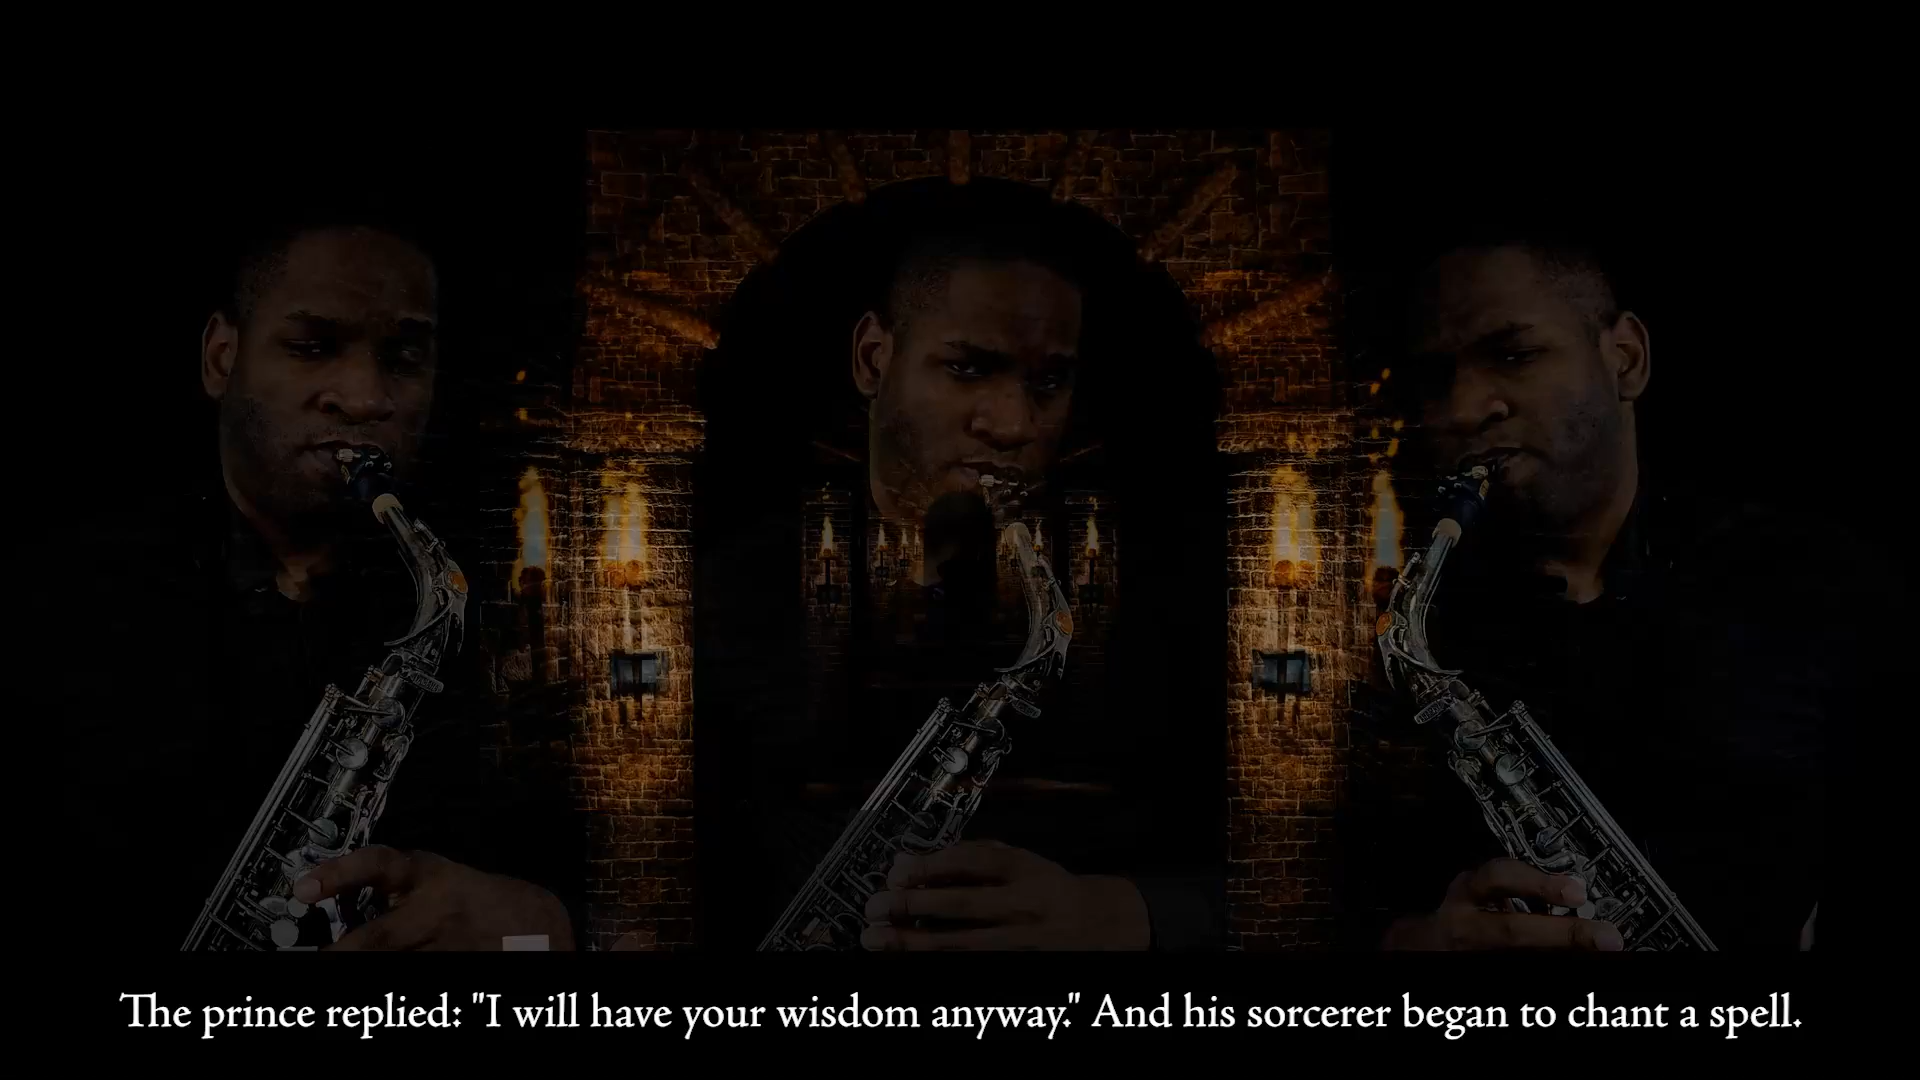 The prince replied: "I will have your wisdom anyway." And his sorcerer began to chant a spell.